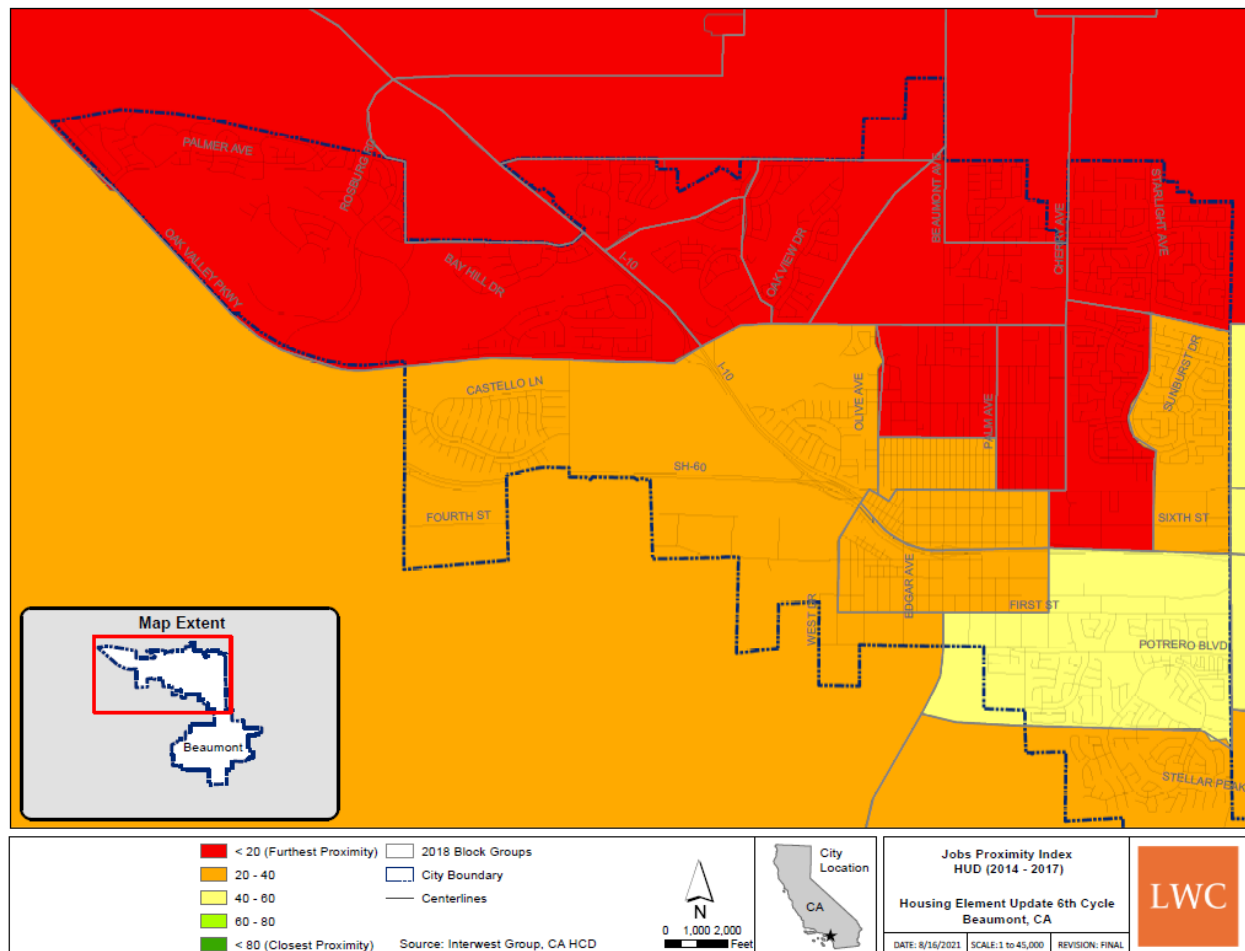 PALMER AVE
ROSBURG RD
OAK VALLEY PKWY
BAY HILL DR
I-10
OAK VIEW DR
BEAUMONT AVE
CHERRY AVE
STARLIGHT AVE
I-10
CASTELLO LN
OLIVE AVE
PALM AVE
SUNBURST DR
SH-60
FOURTH ST
SIXTH ST
EDGAR AVE
WEST DR
FIRST ST
POTRERO BLVD
STELLAR PEAK
Map Extent
Beaumont
< 20 (Furthest Proximity)
20 - 40
40 - 60
60 - 80
< 80 (Closest Proximity)
2018 Block Groups
City Boundary
Centerlines
Source: Interwest Group, CA HCD
N
0 1,000 2,000
Feet
City
Location
CA
Jobs Proximity Index
HUD (2014 - 2017)
Housing Element Update 6th Cycle
Beaumont, CA
DATE: 8/16/2021
SCALE:1 to 45,000
REVISION: FINAL
LWC